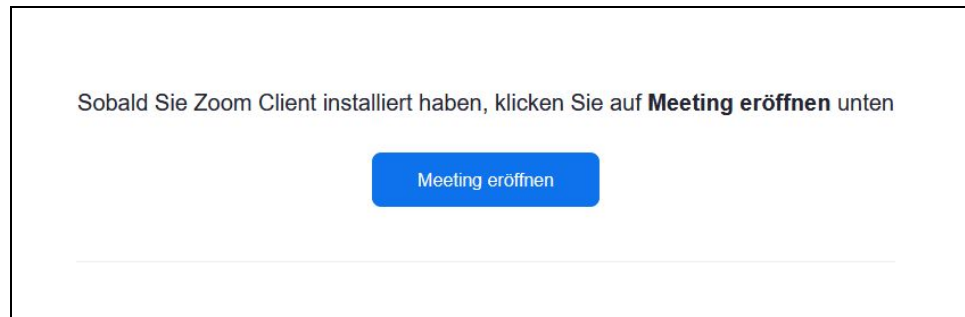 Sobald Sie Zoom Client installiert haben, klicken Sie auf Meeting eröffnen unten
Meeting eröffnen